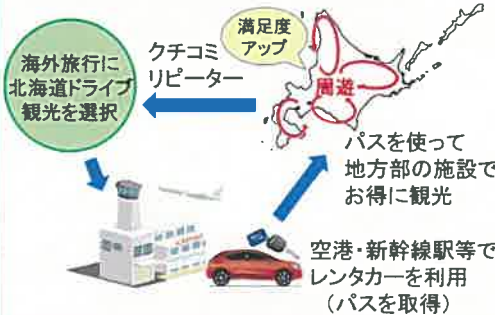 海外旅行に
北海道ドライブ
観光を選択
クチコミ
リピーター
満足度
アップ
周遊
パスを使って
地方部の施設で
お得に観光
空港・新幹線駅等で
レンタカーを利用
（パスを取得）